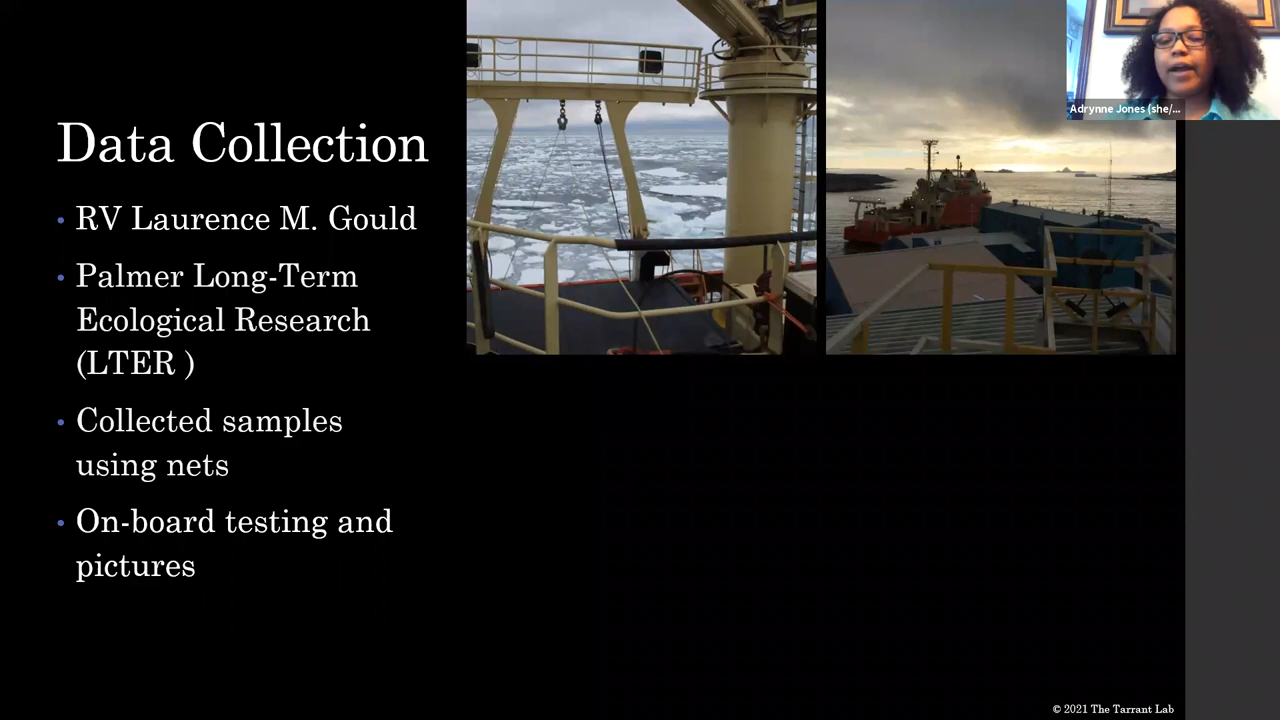 Data Collection
• RV Laurence M. Gould
• Palmer Long-Term
Ecological Research
(LTER )
• Collected samples
using nets
• On-board testing and
pictures
Adrynne Jones (she/...
© 2021 The Tarrant Lab